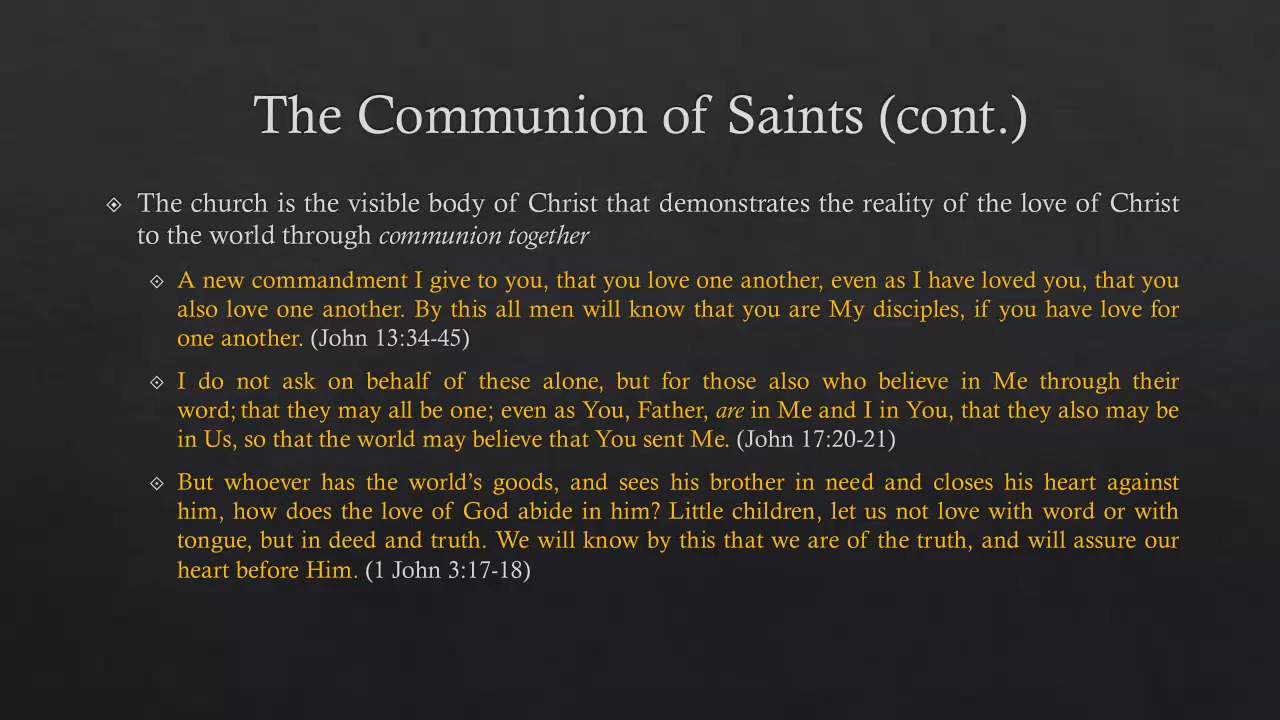 The Communion of Saints (cont.)
The church is the visible body of Christ that demonstrates the reality of the love of Christ
to the world through communion together
A new commandment I give to you, that you love one another, even as I have loved you, that you
also love one another. By this all men will know that you are My disciples, if you have love for
one another. (John 13:34-45)
I do not ask on behalf of these alone, but for those also who believe in Me through their
word; that they may all be one; even as You, Father, are in Me and I in You, that they also may be
in Us, so that the world may believe that You sent Me. (John 17:20-21)
But whoever has the world’s goods, and sees his brother in need and closes his heart against
him, how does the love of God abide in him? Little children, let us not love with word or with
tongue, but in deed and truth. We will know by this that we are of the truth, and will assure our
heart before Him. (1 John 3:17-18)